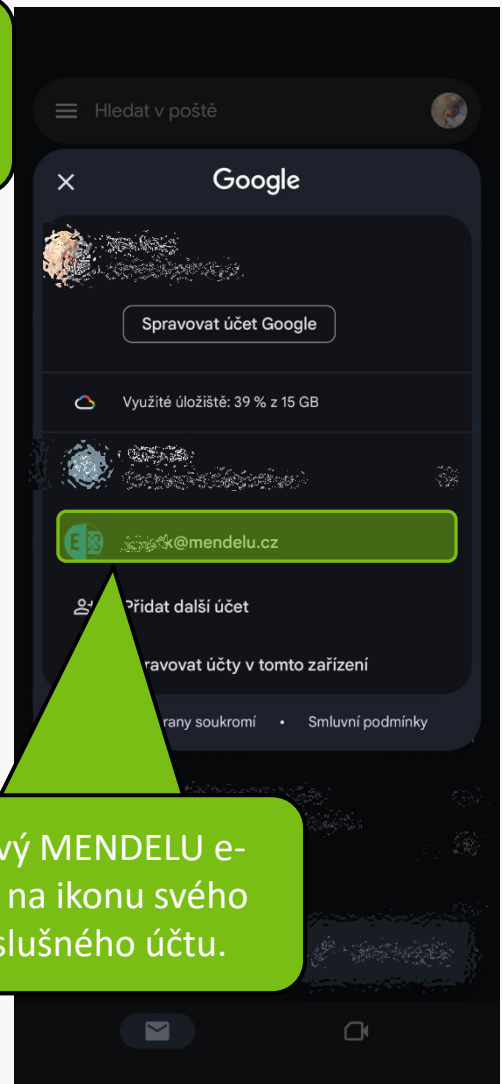 Hledat v poště
Google
Spravovat účet Google
Využité úložiště: 39 % z 15 GB
k@mendelu.cz
Přidat další účet
ravovat účty v tomto zařízení
rany soukromí • Smluvní podmínky
vý MENDELU e-
na ikonu svého
slušného účtu.